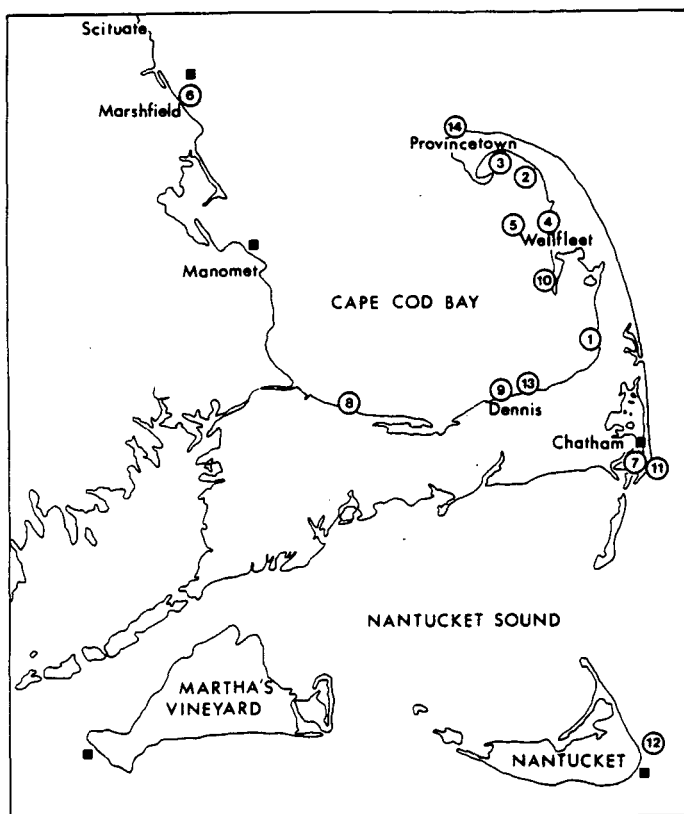 Scituate
6
Marshfield
14
Provincetown
3
2
5
4
Wellfleet
Manomet
10
CAPE COD BAY
1
8
9
13
Dennis
Chatham
7
11
NANTUCKET SOUND
MARTHA'S
VINEYARD
12
NANTUCKET